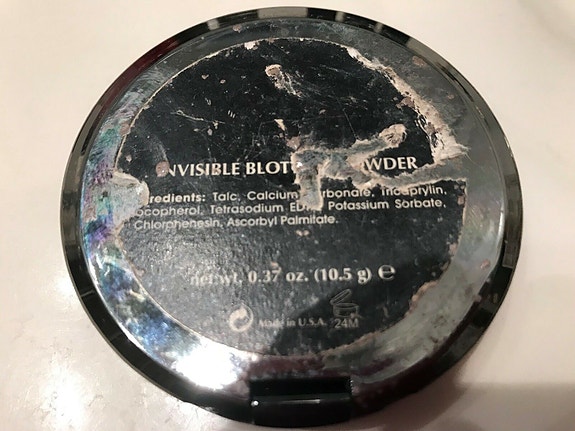 NVISIBLE BLOT WDER
redients: Talc, Calcium arbonate, Tricaprylin,
ocopherol, Tetrasodium EDT Potassium Sorbate,
Chlorphenesin, Ascorbyl Palmitate.
net wt. 0.37 oz. (10.5 g) e
Made in U.S.A. 24M